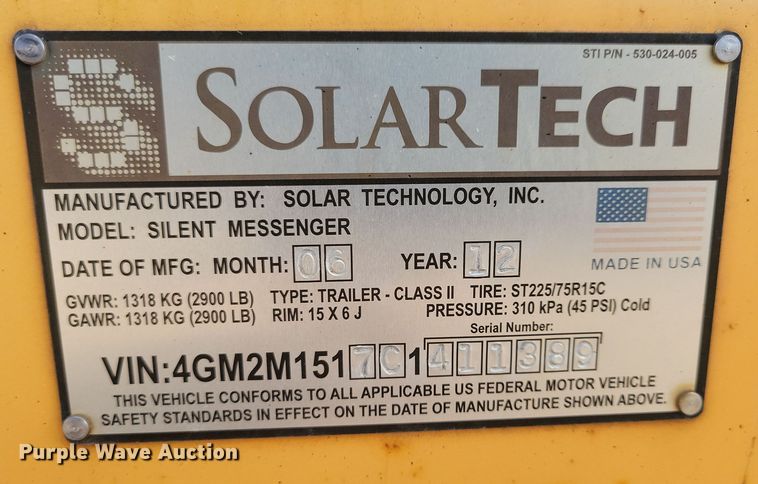 STI P/N - 530-024-005
SOLARTECH
MANUFACTURED BY: SOLAR TECHNOLOGY, INC.
MODEL: SILENT MESSENGER
DATE OF MFG: MONTH: 06 YEAR: 12
MADE IN USA
GVWR: 1318 KG (2900 LB) TYPE: TRAILER - CLASS II TIRE: ST225/75R15C
GAWR: 1318 KG (2900 LB) RIM: 15 X 6 J PRESSURE: 310 kPa (45 PSI) Cold
Serial Number:
VIN:4GM2M1517C1411389
THIS VEHICLE CONFORMS TO ALL APPLICABLE US FEDERAL MOTOR VEHICLE
SAFETY STANDARDS IN EFFECT ON THE DATE OF MANUFACTURE SHOWN ABOVE.
Purple Wave Auction